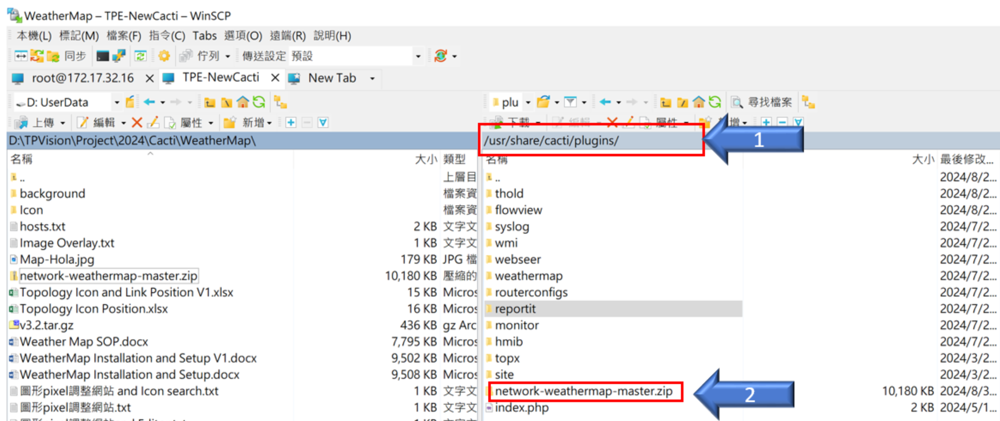 WeatherMap – TPE-NewCacti – WinSCP
本機(L) 標記(M) 檔案(F) 指令(C) Tabs 選項(O) 遠端(R) 說明(H)
同步 佇列 傳送設定 預設
root@172.17.32.16 TPE-NewCacti New Tab
D: UserData
上傳 編輯 屬性 新增
D:\TPVision\Project\2024\Cacti\WeatherMap\
名稱 大小 類型
.. 上層目
background 檔案資
Icon 檔案資
hosts.txt 2 KB 文字文
Image Overlay.txt 1 KB 文字文
Map-Hola.jpg 179 KB JPG 檔
network-weathermap-master.zip 10,180 KB 壓縮的
Topology Icon and Link Position V1.xlsx 15 KB Micros
Topology Icon Position.xlsx 16 KB Micros
v3.2.tar.gz 436 KB gz Arc
Weather Map SOP.docx 7,795 KB Micros
WeatherMap Installation and Setup V1.docx 9,502 KB Micros
WeatherMap Installation and Setup.docx 9,508 KB Micros
圖形pixel調整網站 and Icon search.txt 1 KB 文字文
圖形pixel調整網站.txt 1 KB 文字文
plu 尋找檔案
下載 編輯 屬性 增
/usr/share/cacti/plugins/
1
名稱 大小 最後修改...
.. 2024/8/2...
thold 2024/8/2...
flowview 2024/8/2...
syslog 2024/7/2...
wmi 2024/7/2...
webseer 2024/7/2...
weathermap 2024/7/2...
routerconfigs 2024/7/2...
reportit 2024/7/2...
monitor 2024/7/2...
hmib 2024/7/2...
topx 2024/3/2...
site 2024/3/2...
network-weathermap-master.zip 10,180 KB 2024/8/3...
2
index.php 2 KB 2024/5/1...